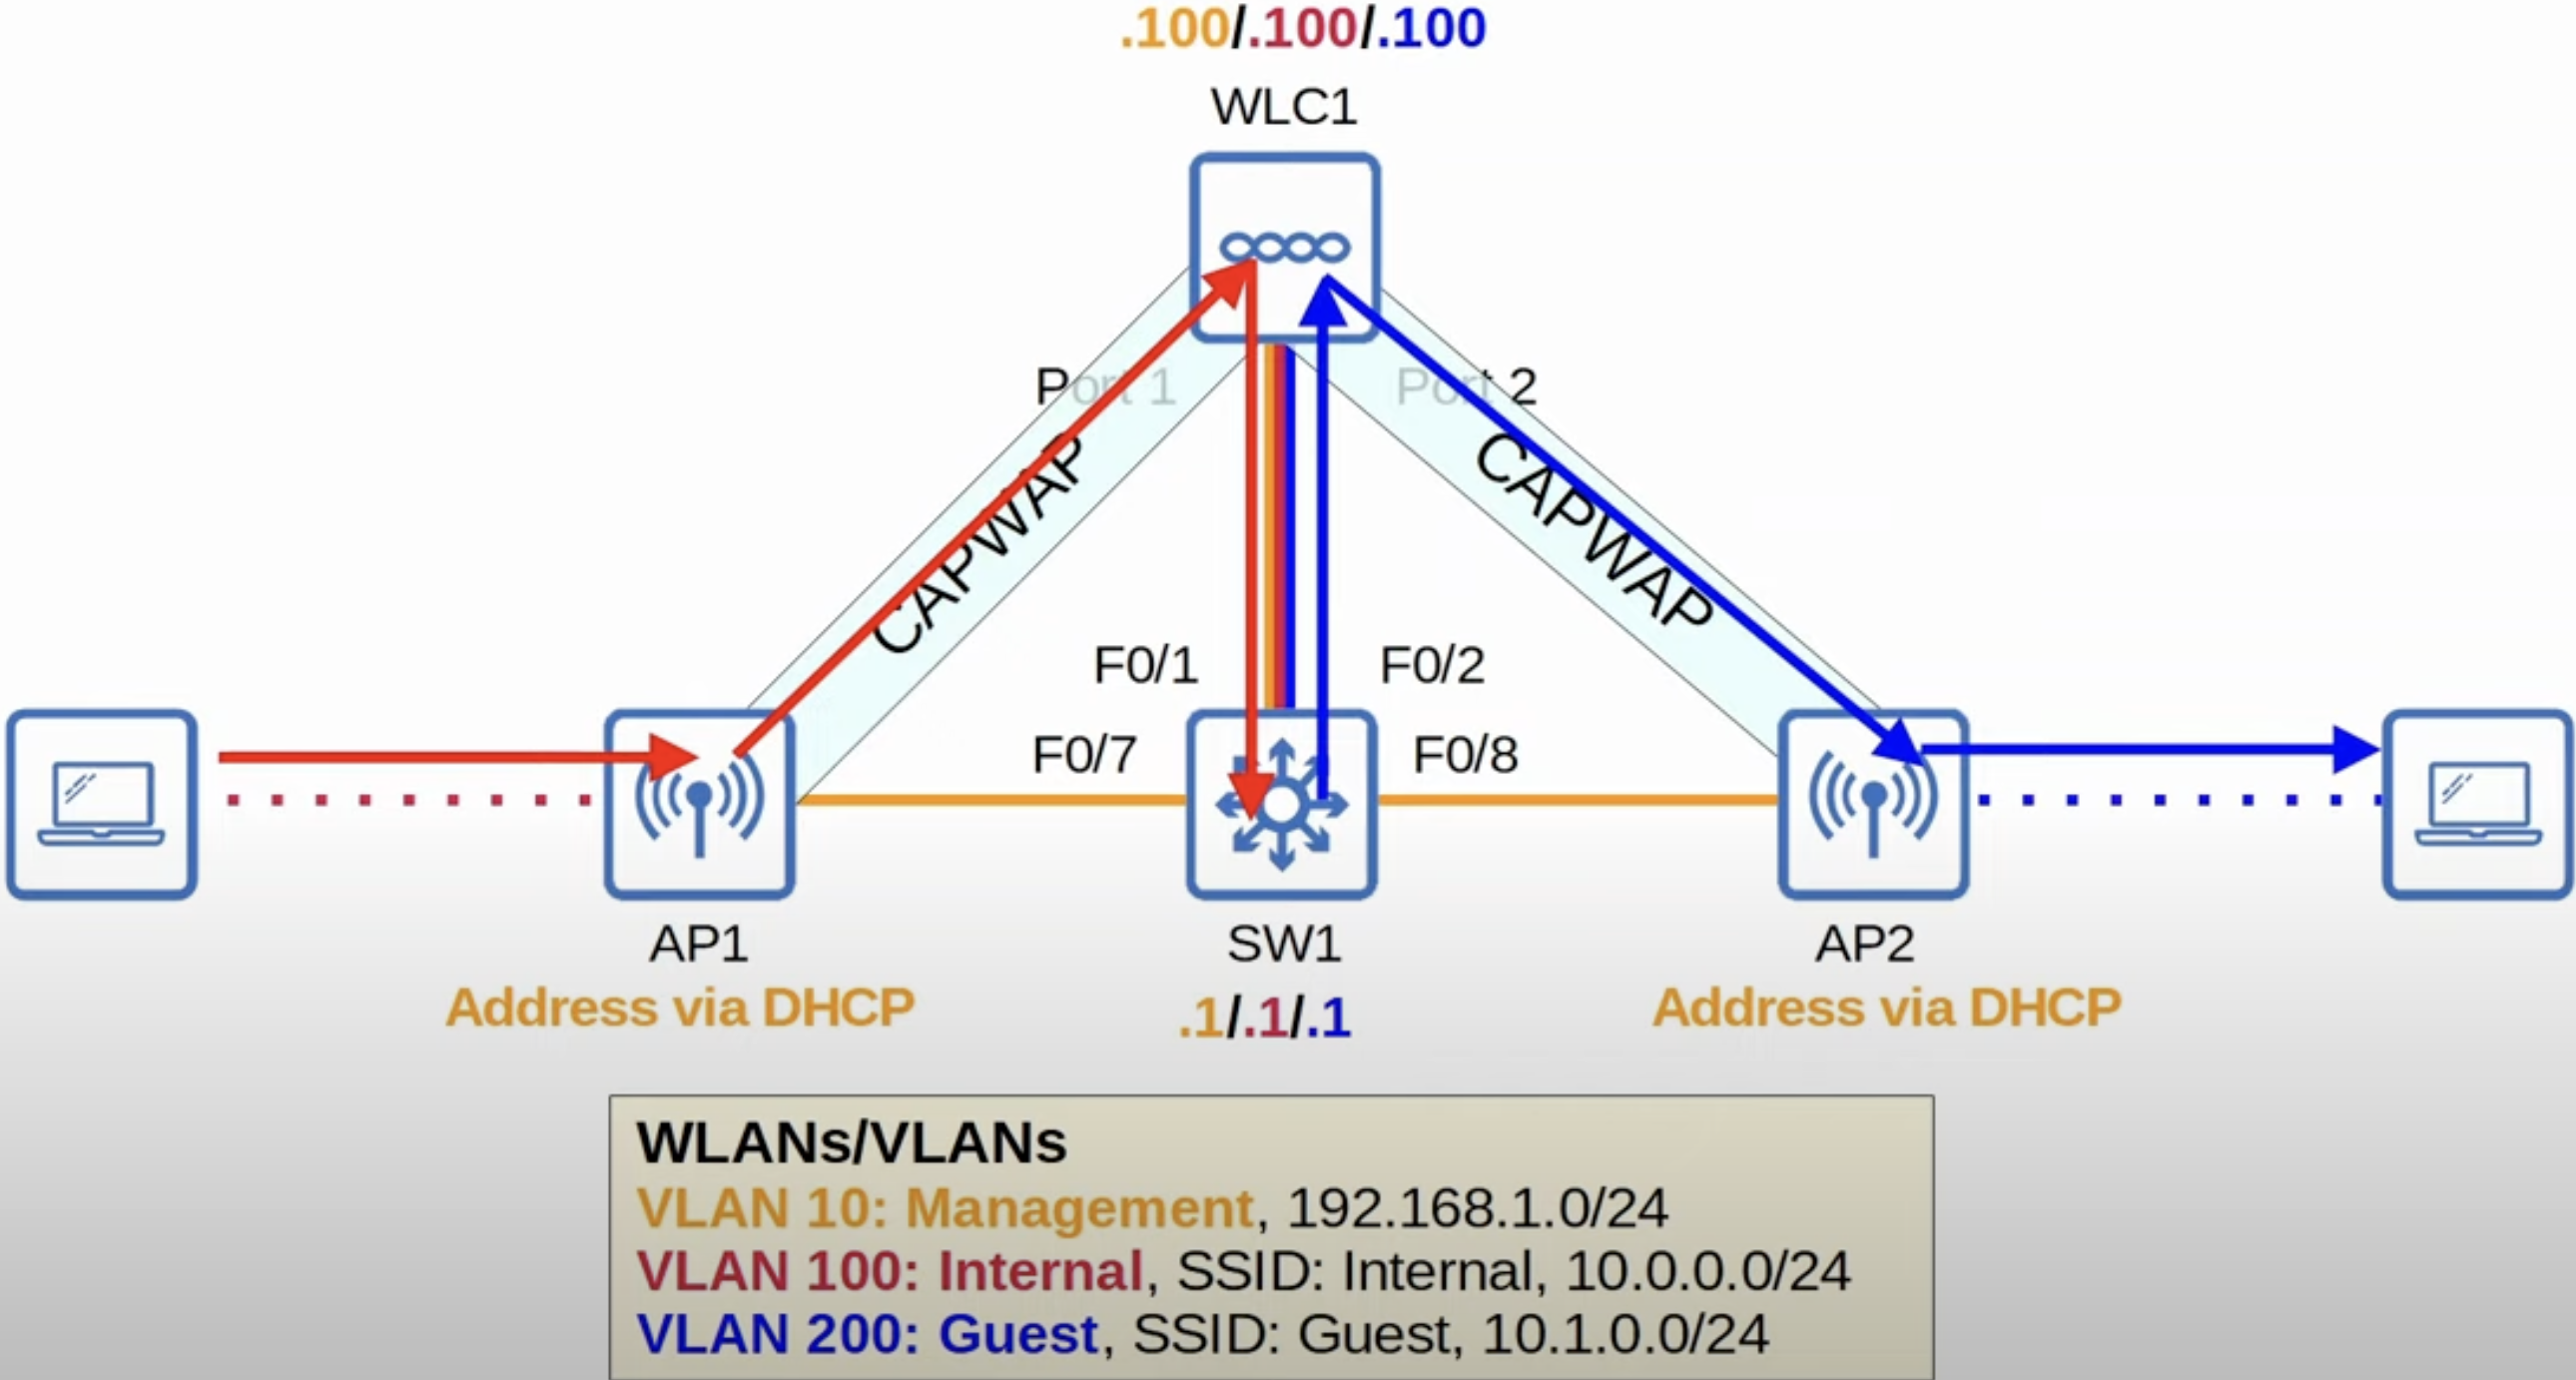 .100/.100/.100
WLC1
Port 1
Port 2
CAPWAP
CAPWAP
F0/1
F0/2
F0/7
F0/8
AP1
SW1
AP2
Address via DHCP
.1/.1/.1
Address via DHCP
WLANs/VLANs
VLAN 10: Management, 192.168.1.0/24
VLAN 100: Internal, SSID: Internal, 10.0.0.0/24
VLAN 200: Guest, SSID: Guest, 10.1.0.0/24